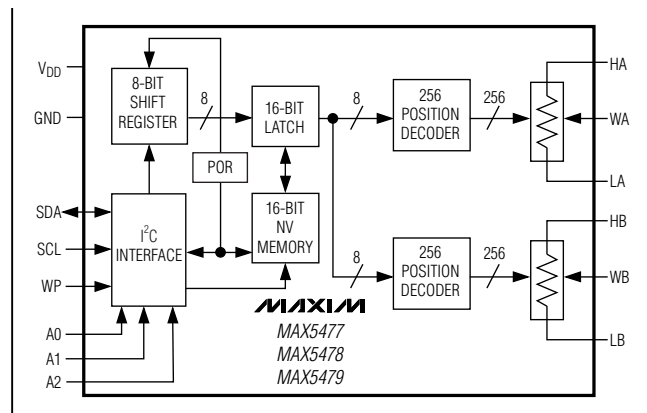 VDD
GND
SDA
SCL
WP
A0
A1
A2
8-BIT
SHIFT
REGISTER
8
16-BIT
LATCH
8
256
POSITION
DECODER
256
HA
WA
LA
POR
I²C
INTERFACE
16-BIT
NV
MEMORY
8
256
POSITION
DECODER
256
HB
WB
LB
MAXIM
MAX5477
MAX5478
MAX5479